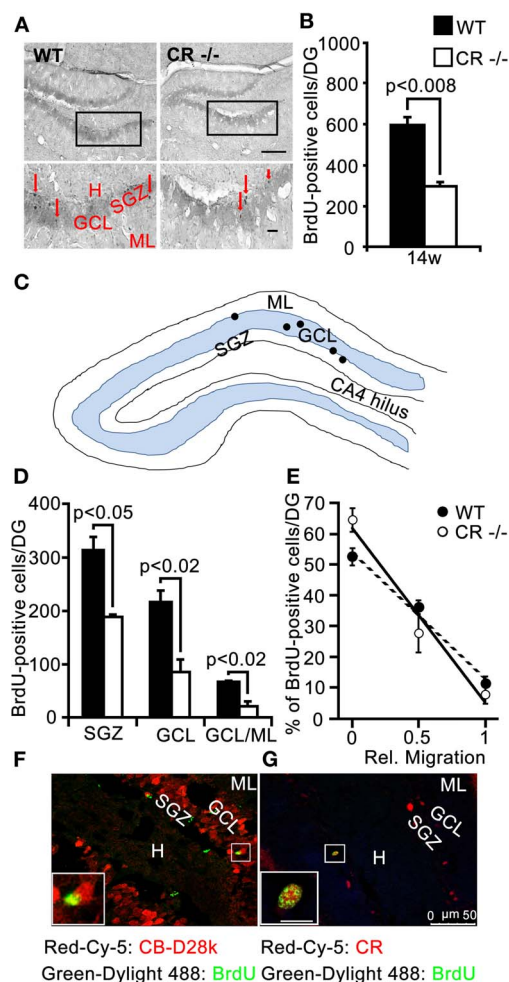 A
WT
CR -/-
H
SGZ
GCL
ML
B
WT
CR -/-
BrdU-positive cells/DG
1000
800
600
400
200
0
p<0.008
14w
C
ML
GCL
SGZ
CA4 hilus
D
BrdU-positive cells/DG
400
300
200
100
0
p<0.05
p<0.02
p<0.02
SGZ
GCL
GCL/ML
E
WT
CR -/-
% of BrdU-positive cells/DG
70
60
50
40
30
20
10
0
0 0.5 1
Rel. Migration
F
ML
GCL
SGZ
H
G
ML
GCL
SGZ
H
0 µm 50
Red-Cy-5: CB-D28k
Green-Dylight 488: BrdU
Red-Cy-5: CR
Green-Dylight 488: BrdU